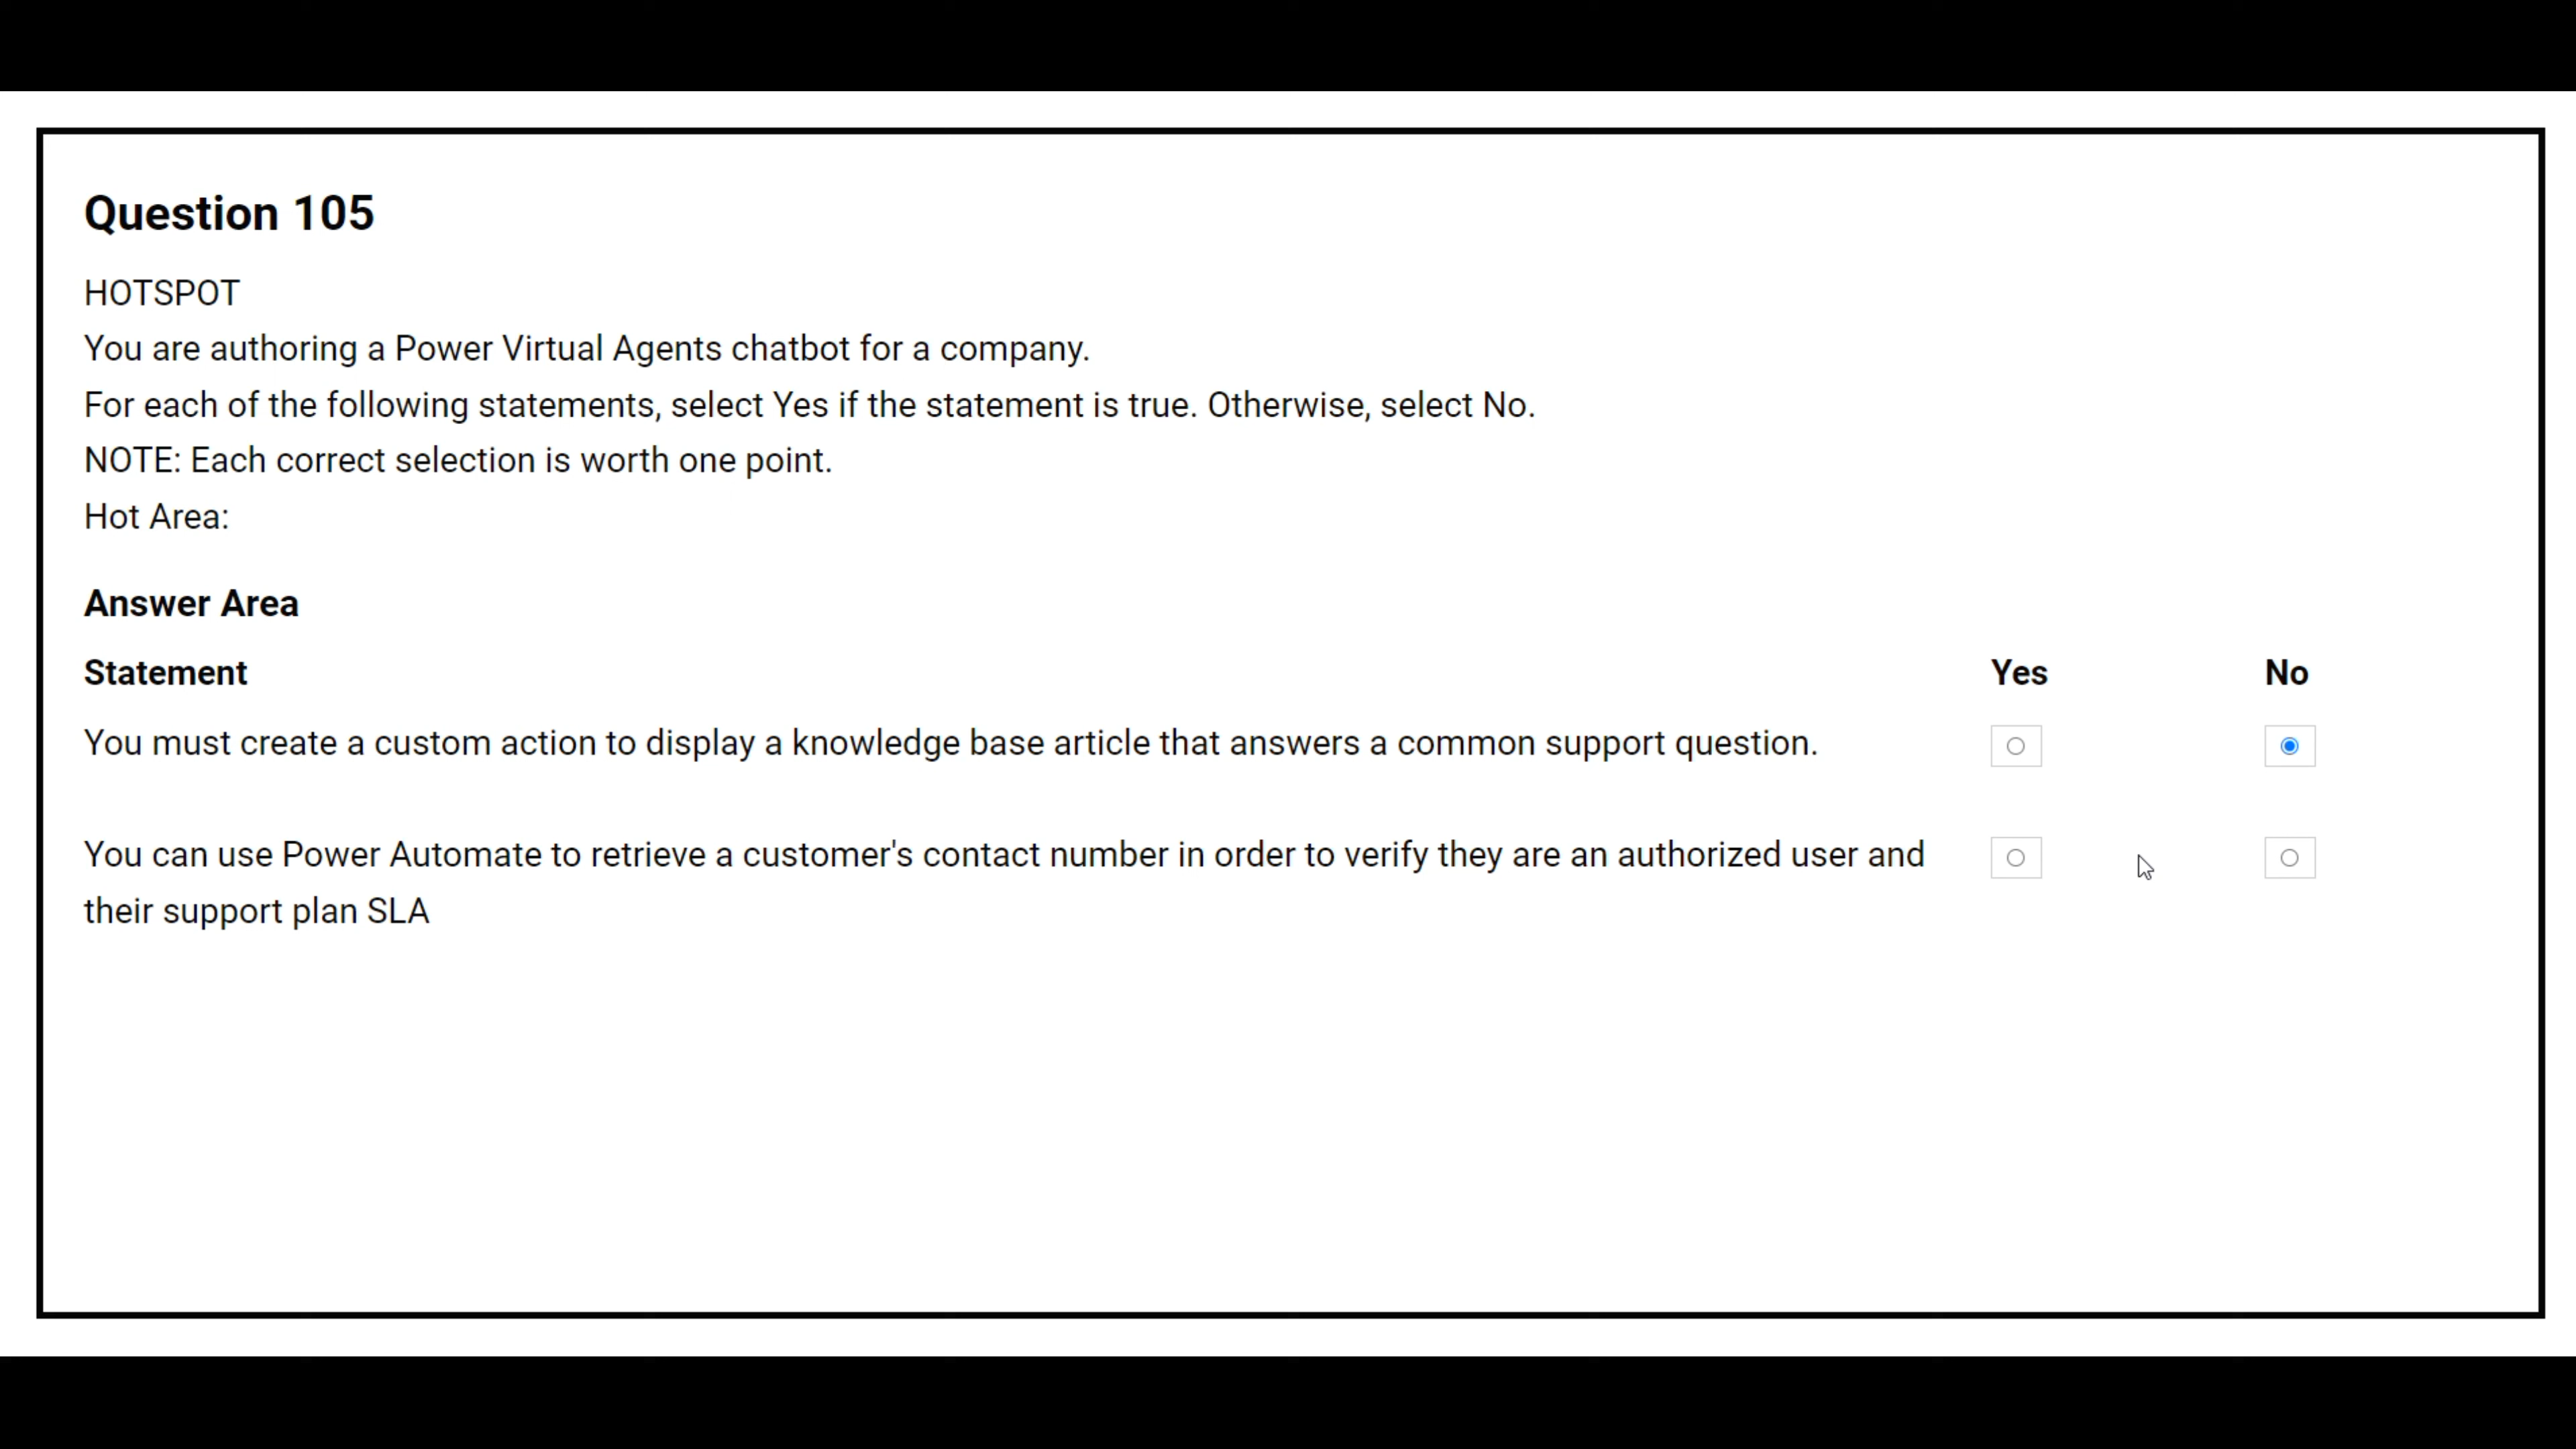 Question 105
HOTSPOT
You are authoring a Power Virtual Agents chatbot for a company.
For each of the following statements, select Yes if the statement is true. Otherwise, select No.
NOTE: Each correct selection is worth one point.
Hot Area:
Answer Area
Statement Yes No
You must create a custom action to display a knowledge base article that answers a common support question.
You can use Power Automate to retrieve a customer's contact number in order to verify they are an authorized user and
their support plan SLA